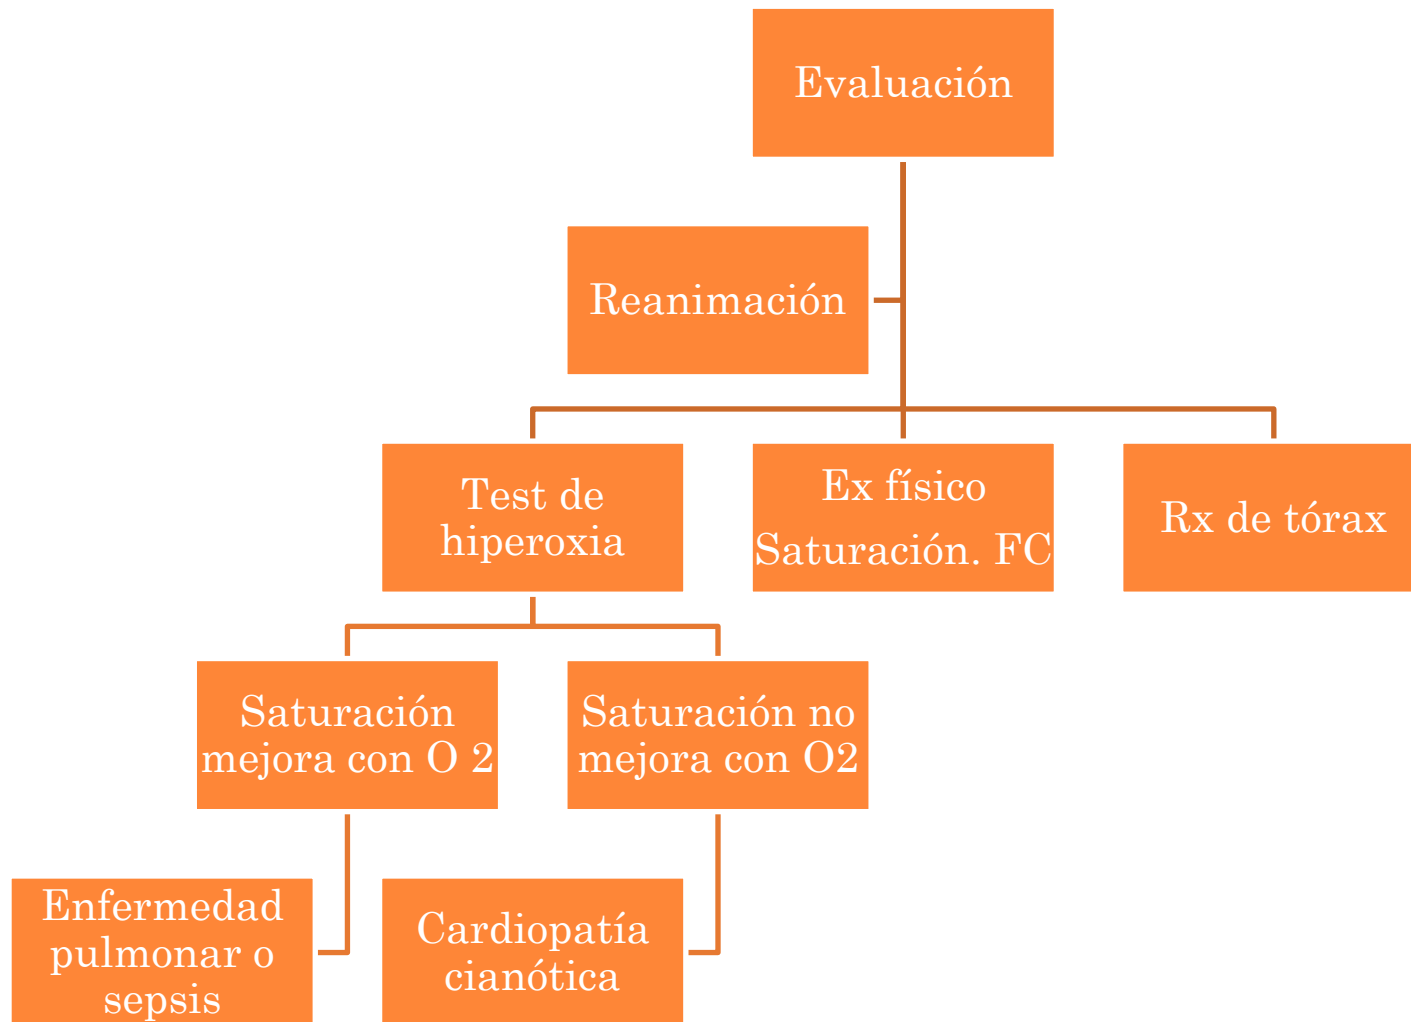 Evaluación
Reanimación
Test de
hiperoxia
Ex físico
Saturación. FC
Rx de tórax
Saturación
mejora con O 2
Saturación no
mejora con O2
Enfermedad
pulmonar o
sepsis
Cardiopatía
cianótica